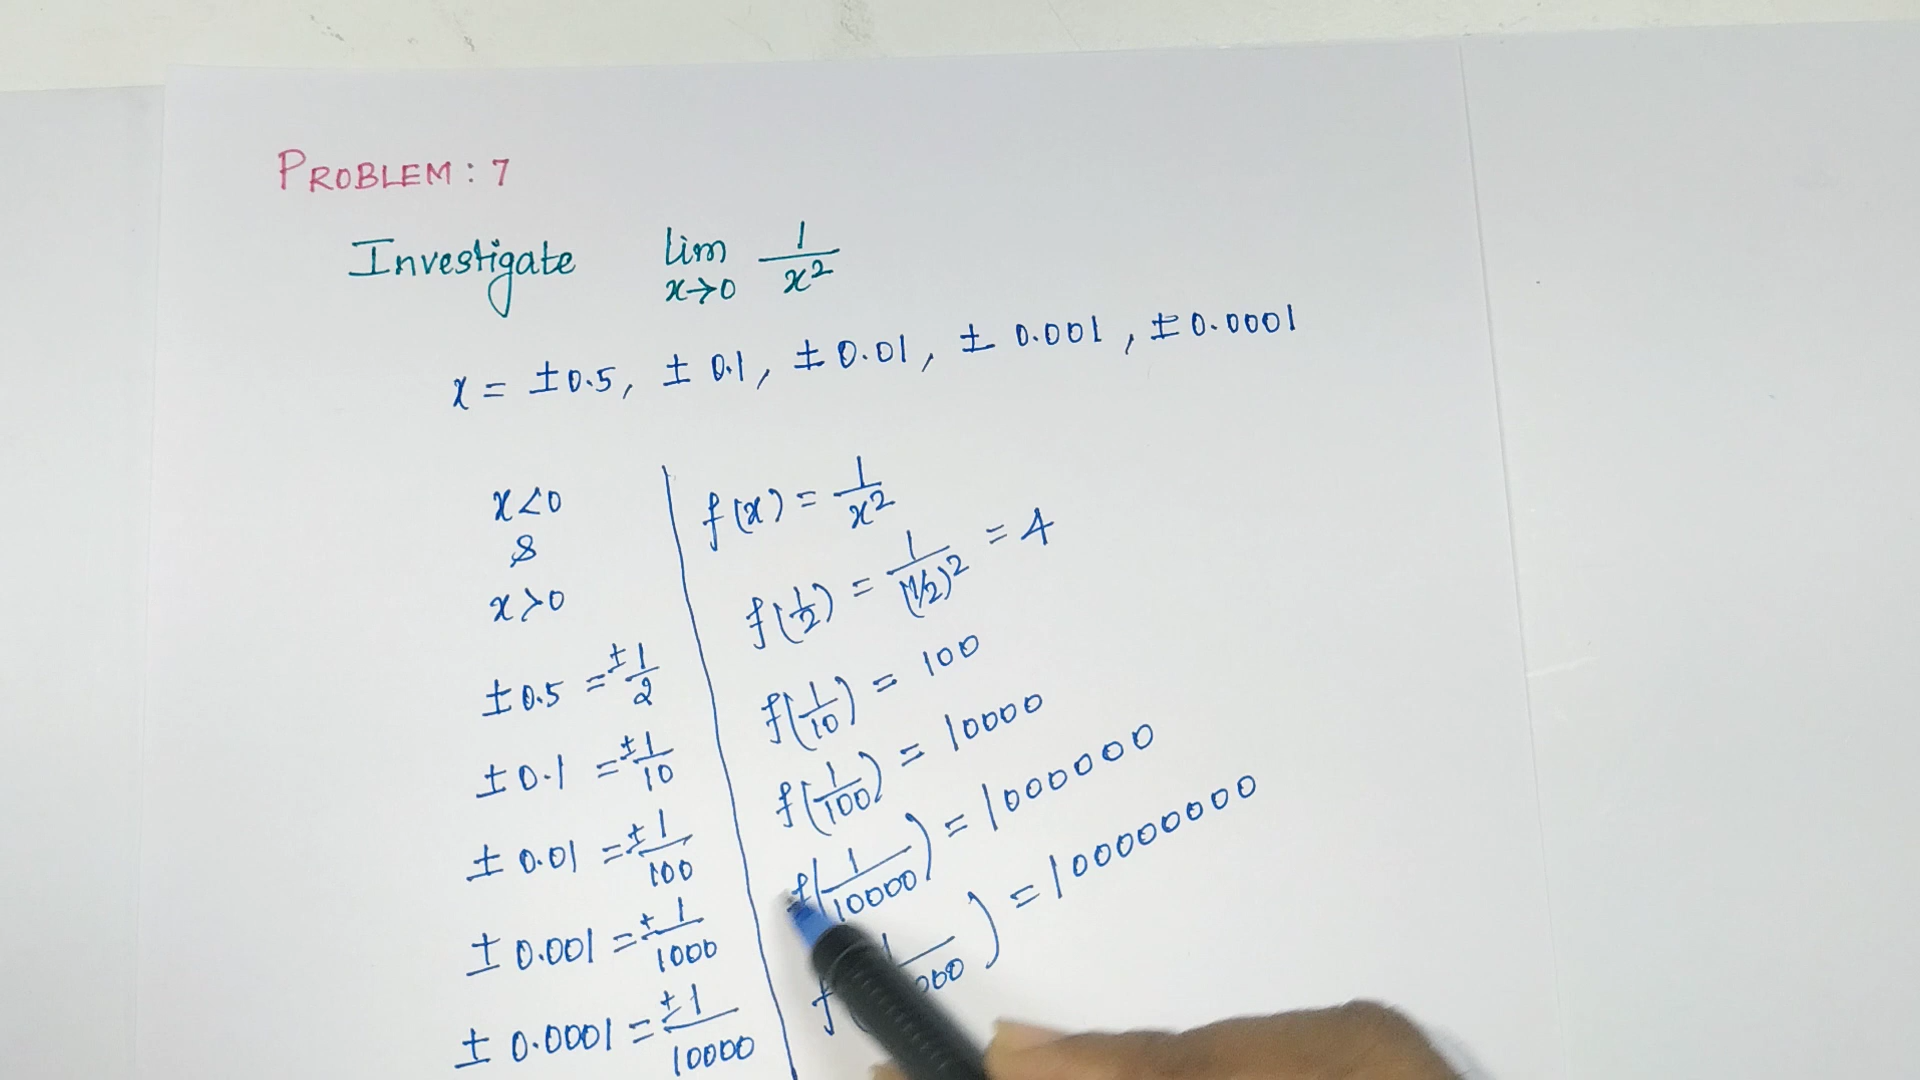 PROBLEM: 7
Investigate lim x→0 1/x²
x = ±0.5, ±0.1, ±0.01, ±0.001, ±0.0001
x<0
&
x>0
±0.5 = ±1/2
±0.1 = ±1/10
±0.01 = ±1/100
±0.001 = ±1/1000
±0.0001 = ±1/10000
f(x) = 1/x²
f(1/2) = 1/(1/2)² = 4
f(1/10) = 100
f(1/100) = 10000
f(1/10000) = 1000000
f( ) = 100000000